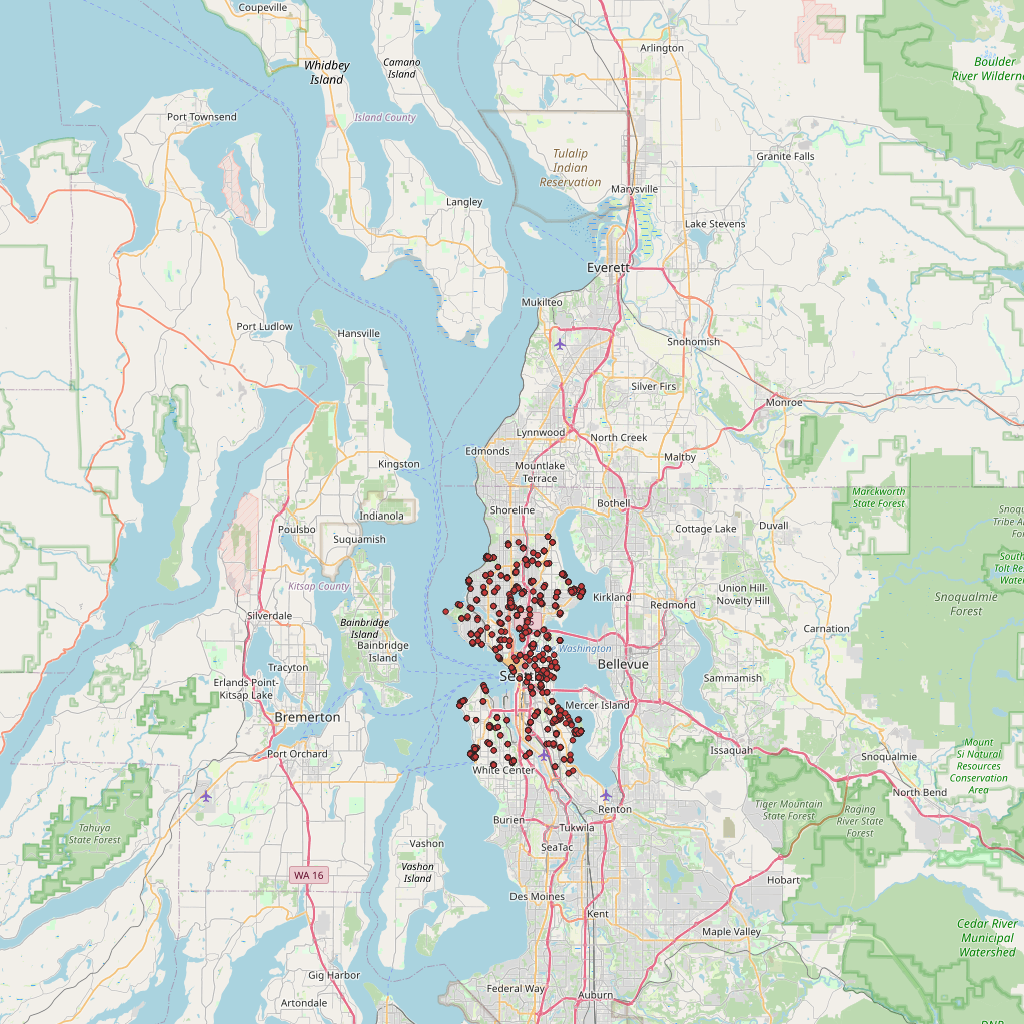 Coupeville
Arlington
Whidbey
Island
Camano
Island
Boulder
River Wilderne
Port Townsend
Island County
Tulalip
Indian
Reservation
Granite Falls
Marysville
Langley
Lake Stevens
Everett
Mukilteo
Port Ludlow
Hansville
Snohomish
Silver Firs
Monroe
Lynnwood
North Creek
Edmonds
Maltby
Kingston
Mountlake
Terrace
Marckworth
State Forest
Bothell
Shoreline
Indianola
Poulsbo
Suquamish
Cottage Lake
Duvall
Kitsap County
Kirkland
Redmond
Union Hill-
Novelty Hill
Snoqualmie
Forest
Silverdale
Bainbridge
Island
Carnation
Bainbridge
Island
Washington
Tracyton
Bellevue
Erlands Point-
Kitsap Lake
Sammamish
Mercer Island
Bremerton
Port Orchard
Issaquah
Snoqualmie
Mount
Si Natural
Resources
Conservation
Area
White Center
North Bend
Tiger Mountain
State Forest
Raging
River State
Forest
Renton
Burien
Tukwila
Tahuya
State Forest
Vashon
SeaTac
Vashon
Island
WA 16
Hobart
Des Moines
Kent
Maple Valley
Cedar River
Municipal
Watershed
Gig Harbor
Federal Way
Auburn
Artondale